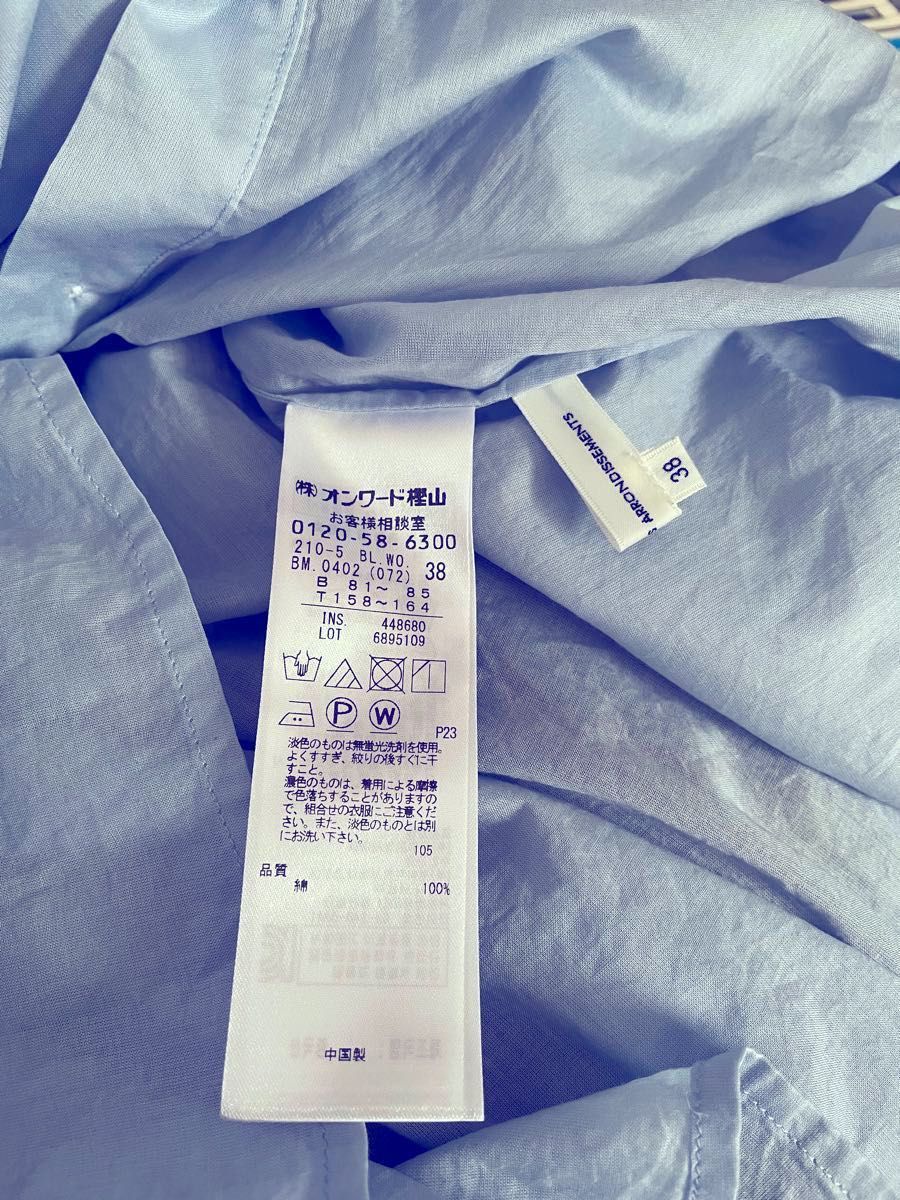 ㈱オンワード樫山
お客様相談室
0120-58-6300
210-5 BL.WO.
BM.0402(072) 38
B 81～ 85
T158～164
INS. 448680
LOT 6895109
P
W
P23
淡色のものは無蛍光洗剤を使用。
よくすすぎ、絞りの後すぐに干
すこと。
濃色のものは、着用による摩擦
で色落ちすることがありますの
で、組合せの衣服にご注意くだ
さい。また、淡色のものとは別
にお洗い下さい。
105
品質
綿 100%
中国製
ARRONDISSEMENTS
38